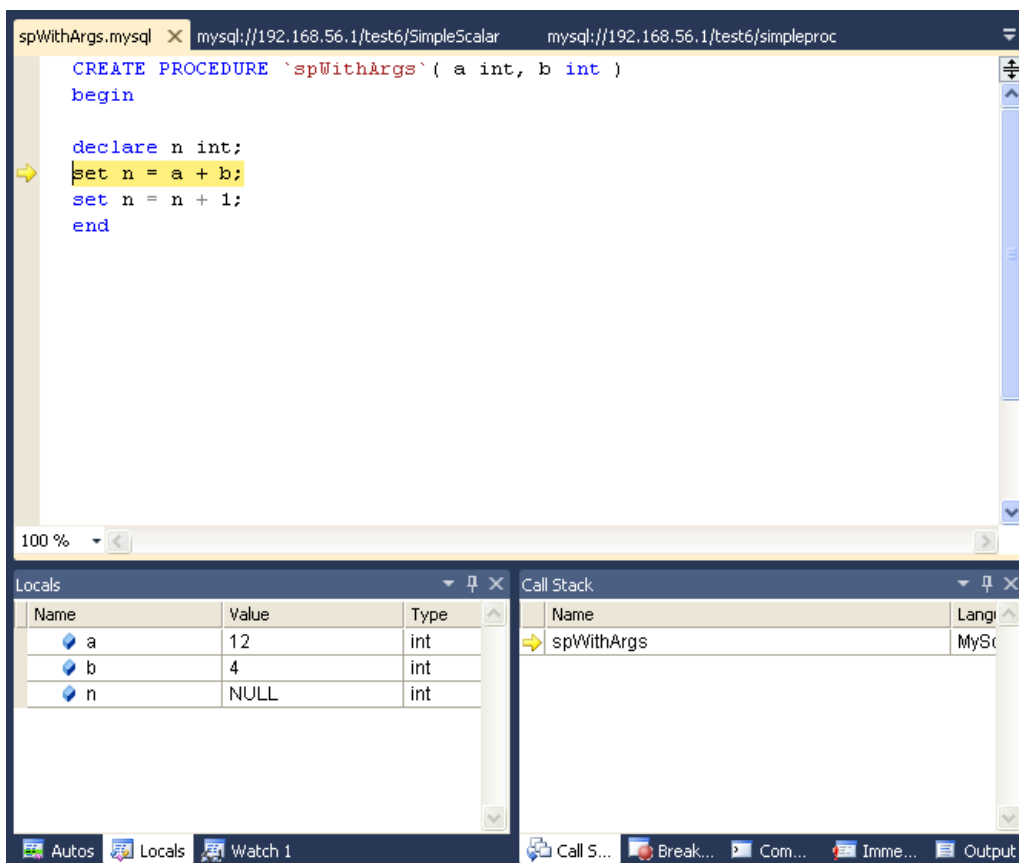 spWithArgs.mysql mysql://192.168.56.1/test6/SimpleScalar mysql://192.168.56.1/test6/simpleproc
CREATE PROCEDURE `spWithArgs`( a int, b int )
begin
declare n int;
set n = a + b;
set n = n + 1;
end
100 %
Locals
Name Value Type
a 12 int
b 4 int
n NULL int
Autos Locals Watch 1
Call Stack
Name Langu
spWithArgs MySQ
Call S... Break... Com... Imme... Output